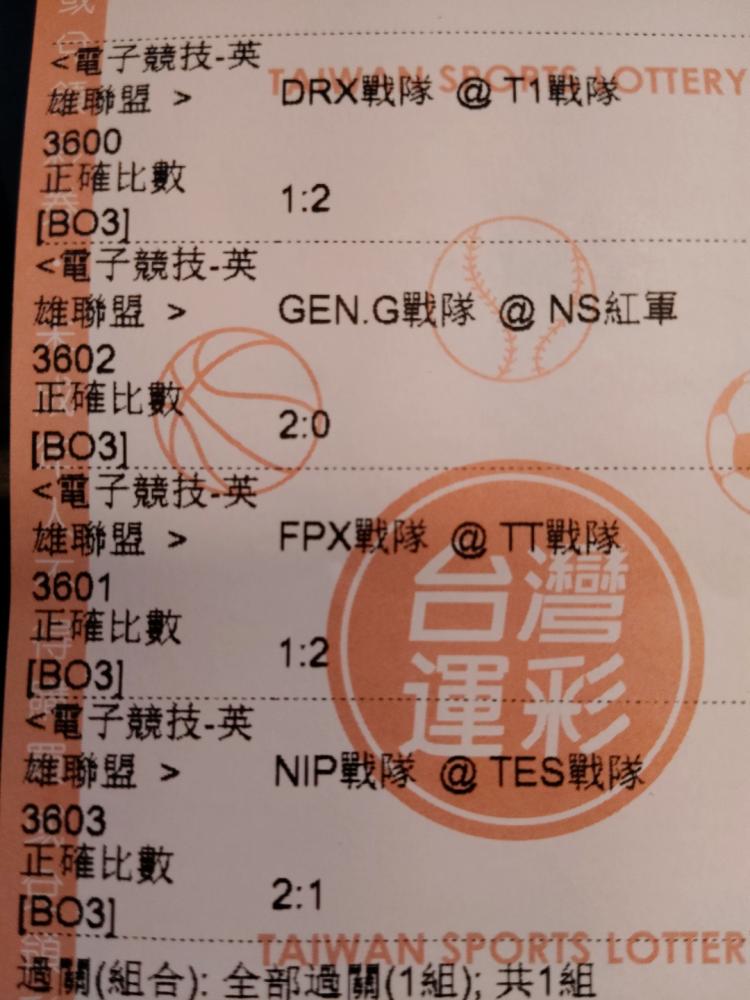 <電子競技-英
TAIWAN SPORTS LOTTERY
雄聯盟 > DRX戰隊 @ T1戰隊
3600
正確比數
1:2
[BO3]
<電子競技-英
雄聯盟 > GEN.G戰隊 @ NS紅軍
3602
正確比數
2:0
[BO3]
<電子競技-英
雄聯盟 > FPX戰隊 @ TT戰隊
3601
台灣
正確比數
1:2
[BO3]
運彩
<電子競技-英
雄聯盟 > NIP戰隊 @ TES戰隊
3603
正確比數
2:1
[BO3]
TAIWAN SPORTS LOTTER
過關(組合): 全部過關(1組); 共1組